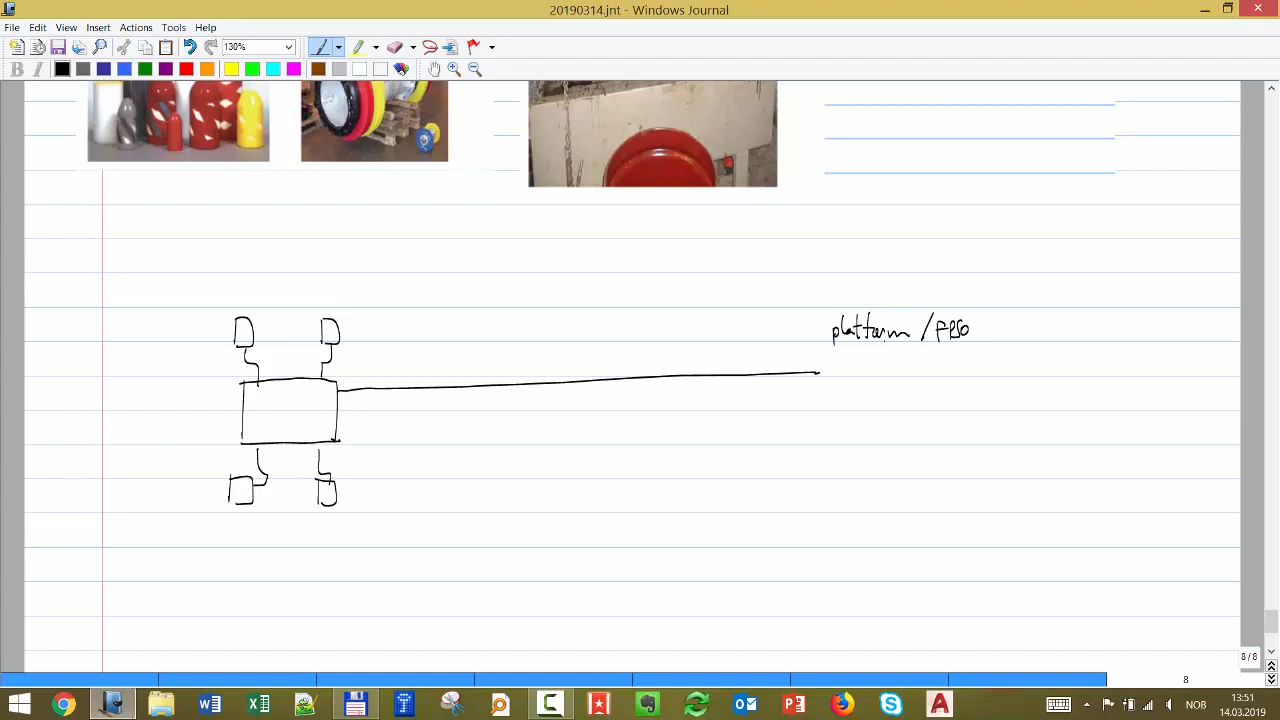 20190314.jnt - Windows Journal
File Edit View Insert Actions Tools Help
130%
B I
platform / FPSO
8 / 8
8
NOB
13:51
14.03.2019